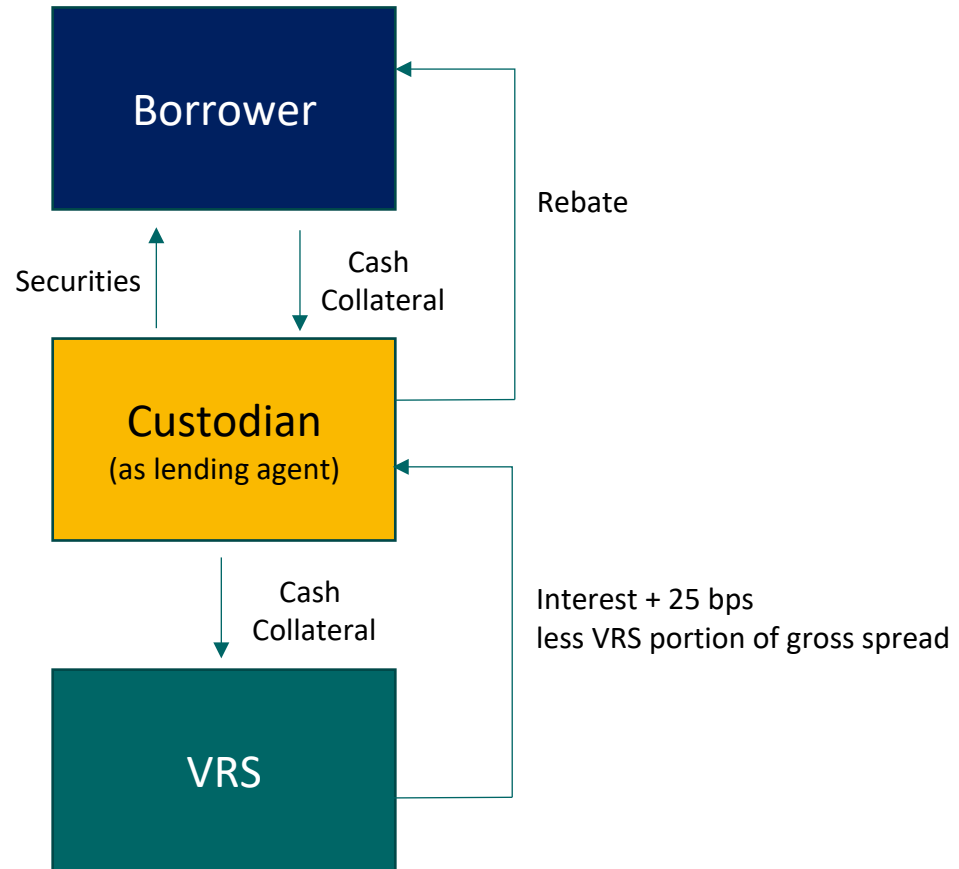 Borrower
Rebate
Securities
Cash
Collateral
Custodian
(as lending agent)
Cash
Collateral
Interest + 25 bps
less VRS portion of gross spread
VRS